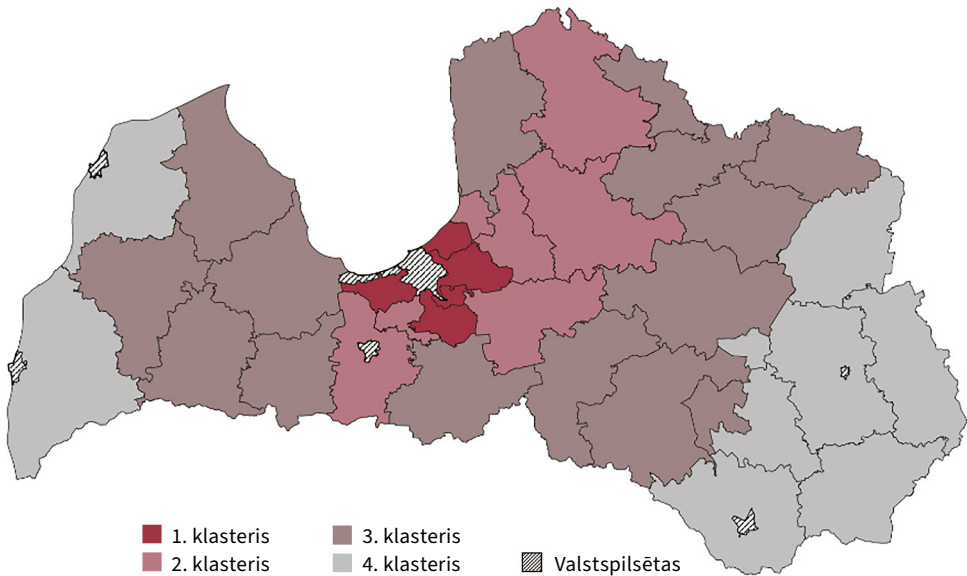 1. klasteris
2. klasteris
3. klasteris
4. klasteris
Valstspilsētas